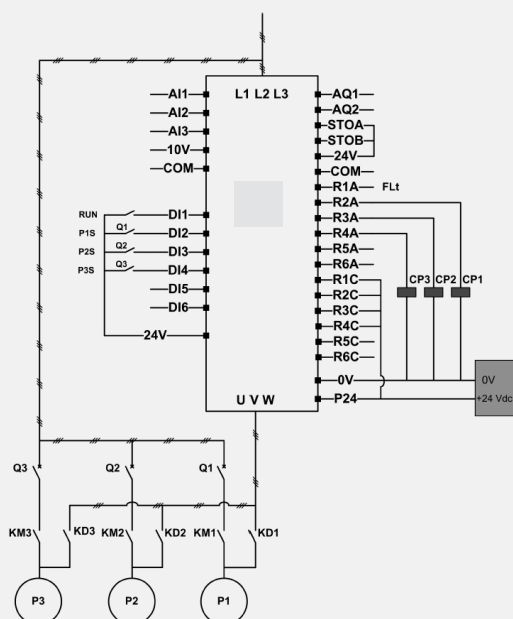 L1 L2 L3
AI1 AQ1
AI2 AQ2
AI3 STOA
10V STOB
COM 24V
COM
R1A FLt
R2A
RUN DI1 R3A
P1S Q1 DI2 R4A
P2S Q2 DI3 R5A
P3S Q3 DI4 R6A
DI5 R1C CP3 CP2 CP1
DI6 R2C
R3C
24V R4C
R5C
R6C
0V 0V
U V W P24 +24 Vdc
Q3 Q2 Q1
KM3 KD3 KM2 KD2 KM1 KD1
P3 P2 P1